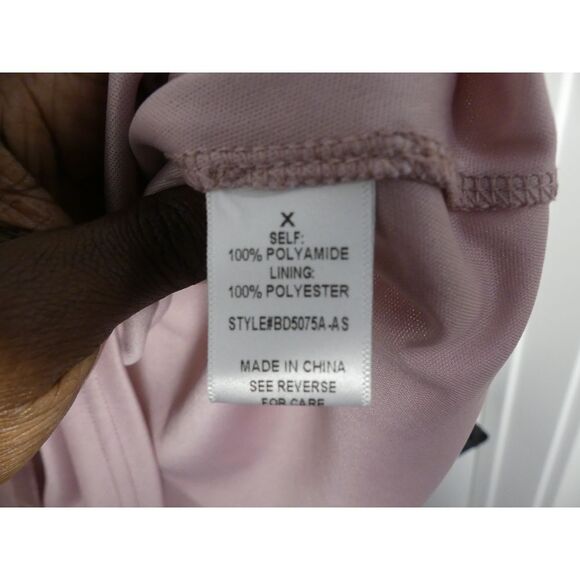 X
SELF:
100% POLYAMIDE
LINING:
100% POLYESTER
STYLE#BD5075A-AS
MADE IN CHINA
SEE REVERSE
FOR CARE